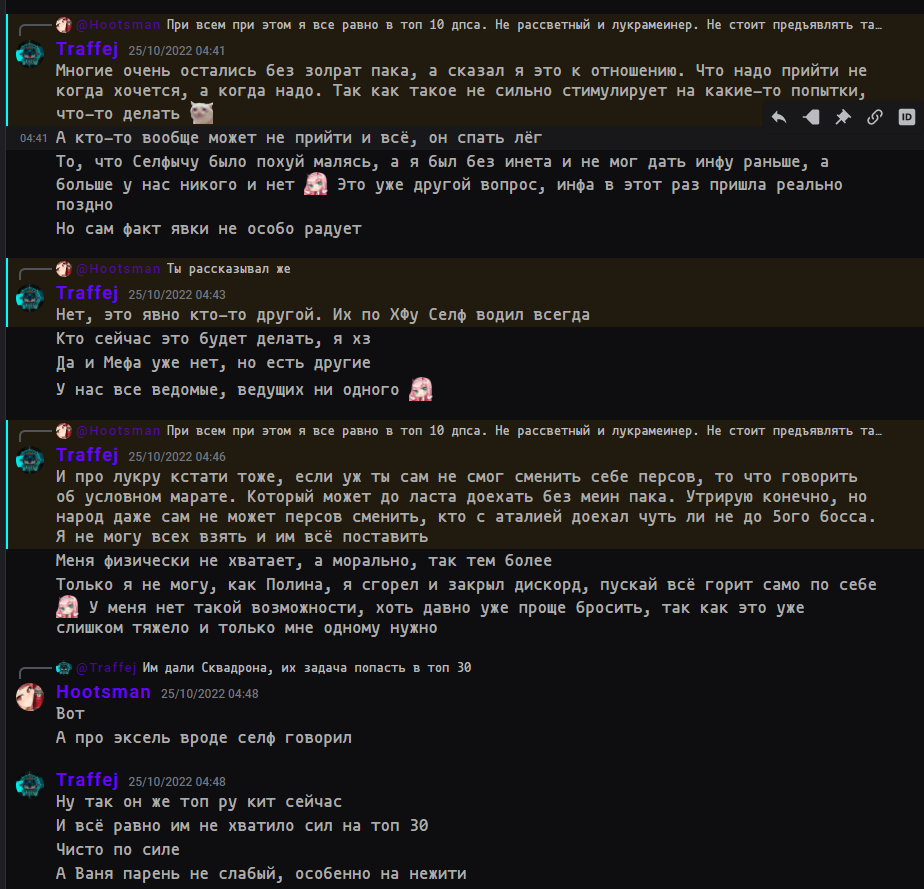 @Hootsman При всем при этом я все равно в топ 10 дпса. Не рассветный и лукрамеинер. Не стоит предъявлять та…
Traffej 25/10/2022 04:41
Многие очень остались без золрат пака, а сказал я это к отношению. Что надо прийти не
когда хочется, а когда надо. Так как такое не сильно стимулирует на какие-то попытки,
что-то делать
ID
04:41 А кто-то вообще может не прийти и всё, он спать лёг
То, что Селфычу было похуй малясь, а я был без инета и не мог дать инфу раньше, а
больше у нас никого и нет Это уже другой вопрос, инфа в этот раз пришла реально
поздно
Но сам факт явки не особо радует
@Hootsman Ты рассказывал же
Traffej 25/10/2022 04:43
Нет, это явно кто-то другой. Их по ХФу Селф водил всегда
Кто сейчас это будет делать, я хз
Да и Мефа уже нет, но есть другие
У нас все ведомые, ведущих ни одного
@Hootsman При всем при этом я все равно в топ 10 дпса. Не рассветный и лукрамеинер. Не стоит предъявлять та…
Traffej 25/10/2022 04:46
И про лукру кстати тоже, если уж ты сам не смог сменить себе персов, то что говорить
об условном марате. Который может до ласта доехать без меин пака. Утрирую конечно, но
народ даже сам не может персов сменить, кто с аталией доехал чуть ли не до 5ого босса.
Я не могу всех взять и им всё поставить
Меня физически не хватает, а морально, так тем более
Только я не могу, как Полина, я сгорел и закрыл дискорд, пускай всё горит само по себе
У меня нет такой возможности, хоть давно уже проще бросить, так как это уже
слишком тяжело и только мне одному нужно
@Traffej Им дали Сквадрона, их задача попасть в топ 30
Hootsman 25/10/2022 04:48
Вот
А про эксель вроде селф говорил
Traffej 25/10/2022 04:48
Ну так он же топ ру кит сейчас
И всё равно им не хватило сил на топ 30
Чисто по силе
А Ваня парень не слабый, особенно на нежити